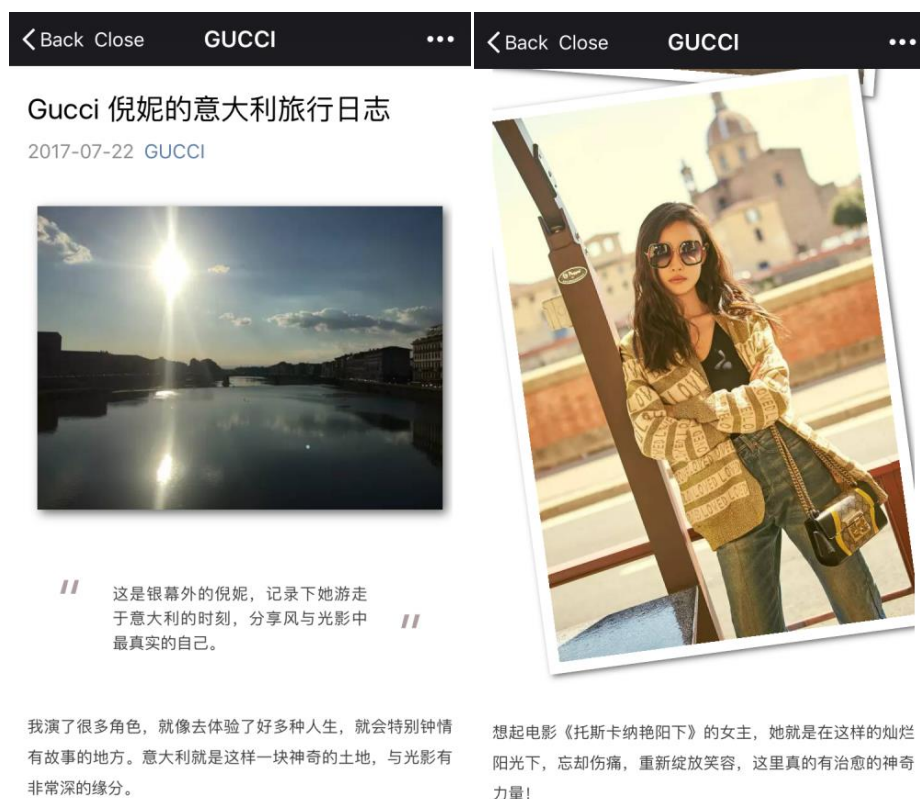 Back Close GUCCI
Gucci 倪妮的意大利旅行日志
2017-07-22 GUCCI
"
这是银幕外的倪妮，记录下她游走
于意大利的时刻，分享风与光影中
最真实的自己。
"
我演了很多角色，就像去体验了好多种人生，就会特别钟情
有故事的地方。意大利就是这样一块神奇的土地，与光影有
非常深的缘分。
Back Close GUCCI
想起电影《托斯卡纳艳阳下》的女主，她就是在这样的灿烂
阳光下，忘却伤痛，重新绽放笑容，这里真的有治愈的神奇
力量！